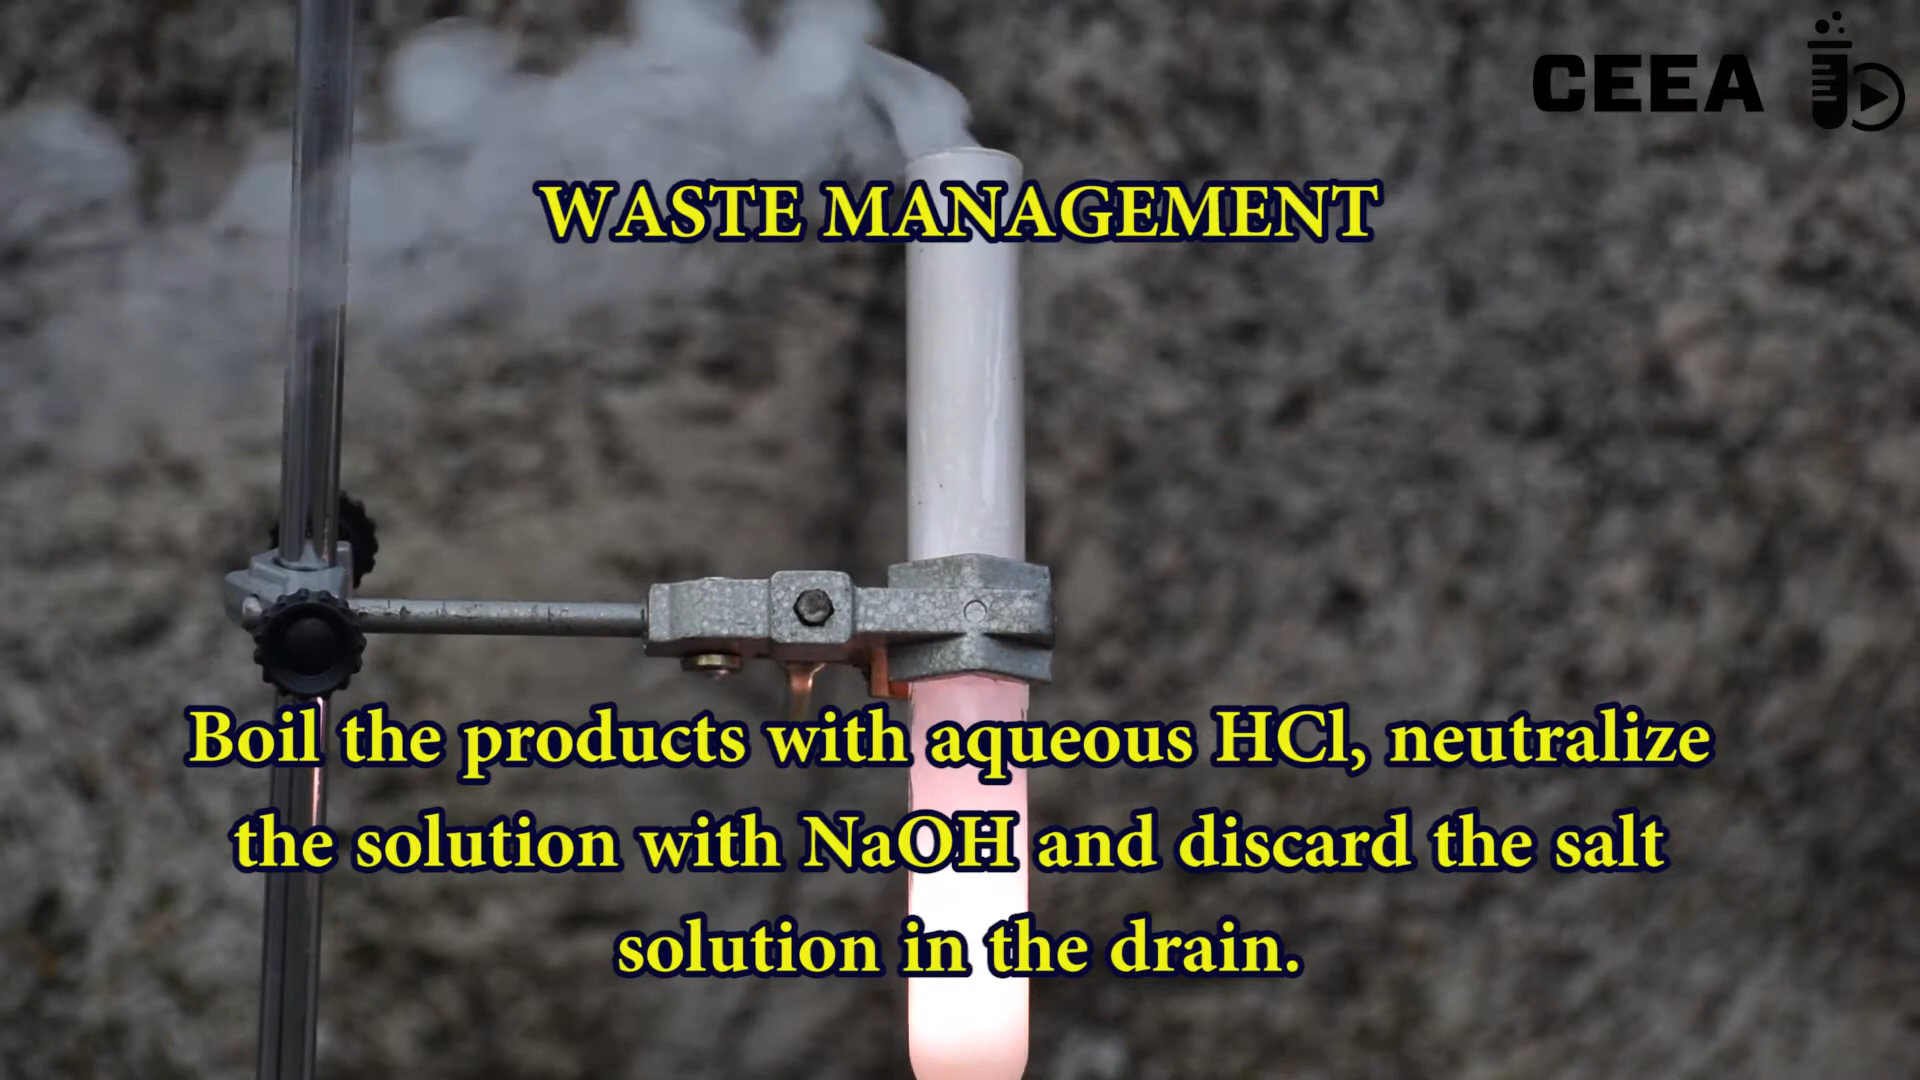 CEEA
WASTE MANAGEMENT
Boil the products with aqueous HCl, neutralize
the solution with NaOH and discard the salt
solution in the drain.